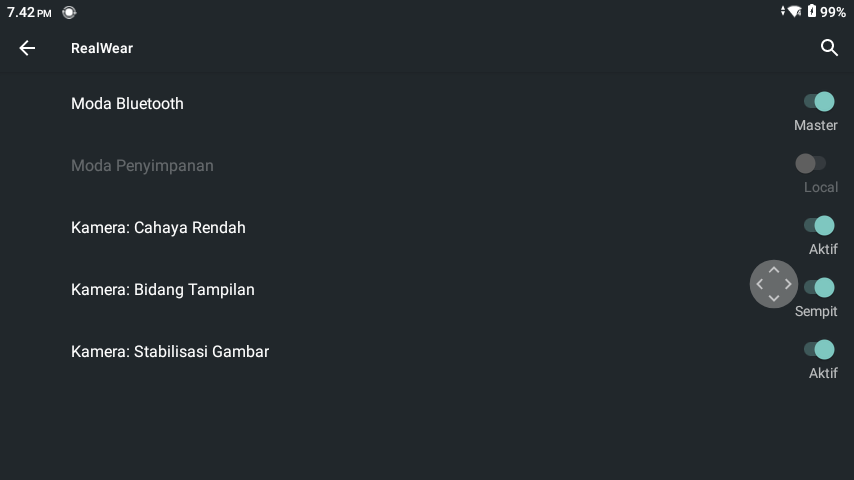 7.42 PM 99%
RealWear
Moda Bluetooth
Master
Moda Penyimpanan
Local
Kamera: Cahaya Rendah
Aktif
Kamera: Bidang Tampilan
Sempit
Kamera: Stabilisasi Gambar
Aktif